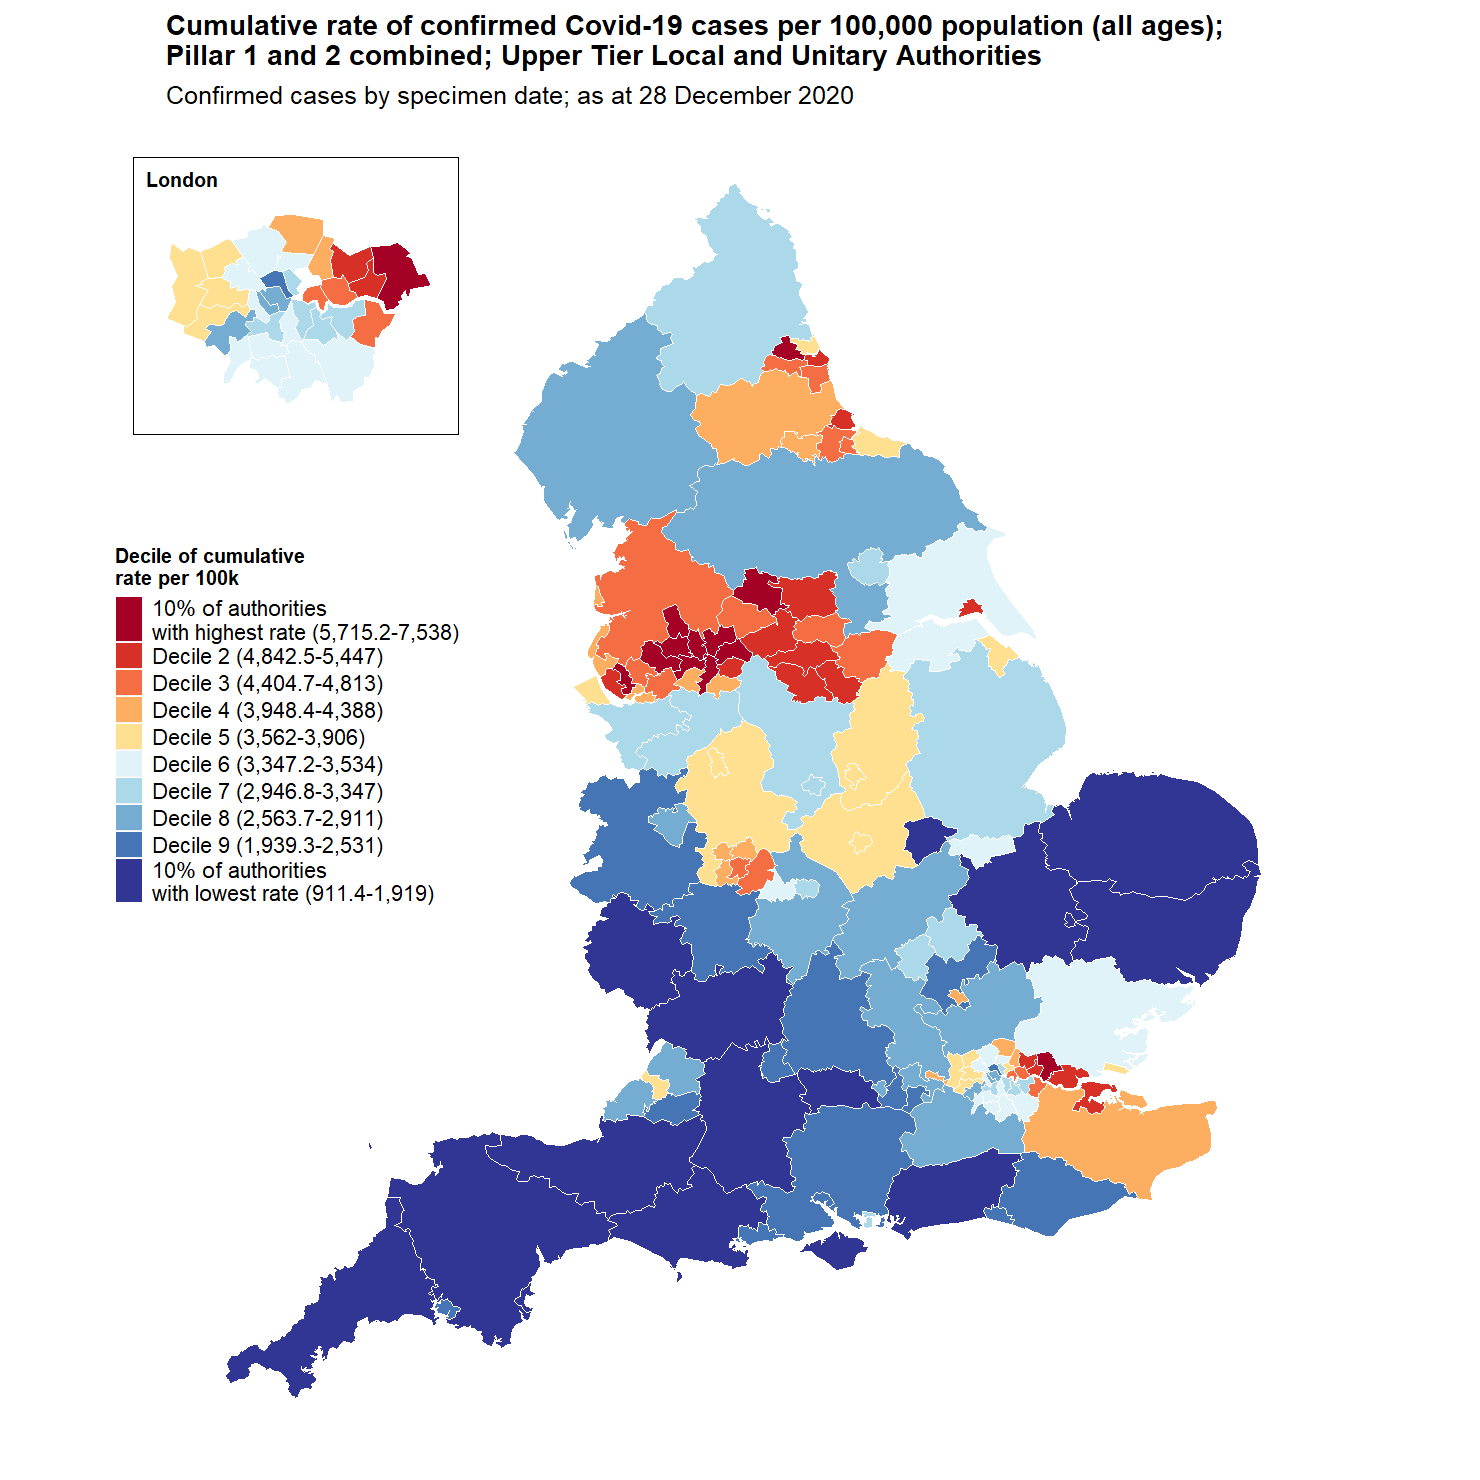 Cumulative rate of confirmed Covid-19 cases per 100,000 population (all ages);
Pillar 1 and 2 combined; Upper Tier Local and Unitary Authorities
Confirmed cases by specimen date; as at 28 December 2020
London
Decile of cumulative
rate per 100k
10% of authorities
with highest rate (5,715.2-7,538)
Decile 2 (4,842.5-5,447)
Decile 3 (4,404.7-4,813)
Decile 4 (3,948.4-4,388)
Decile 5 (3,562-3,906)
Decile 6 (3,347.2-3,534)
Decile 7 (2,946.8-3,347)
Decile 8 (2,563.7-2,911)
Decile 9 (1,939.3-2,531)
10% of authorities
with lowest rate (911.4-1,919)